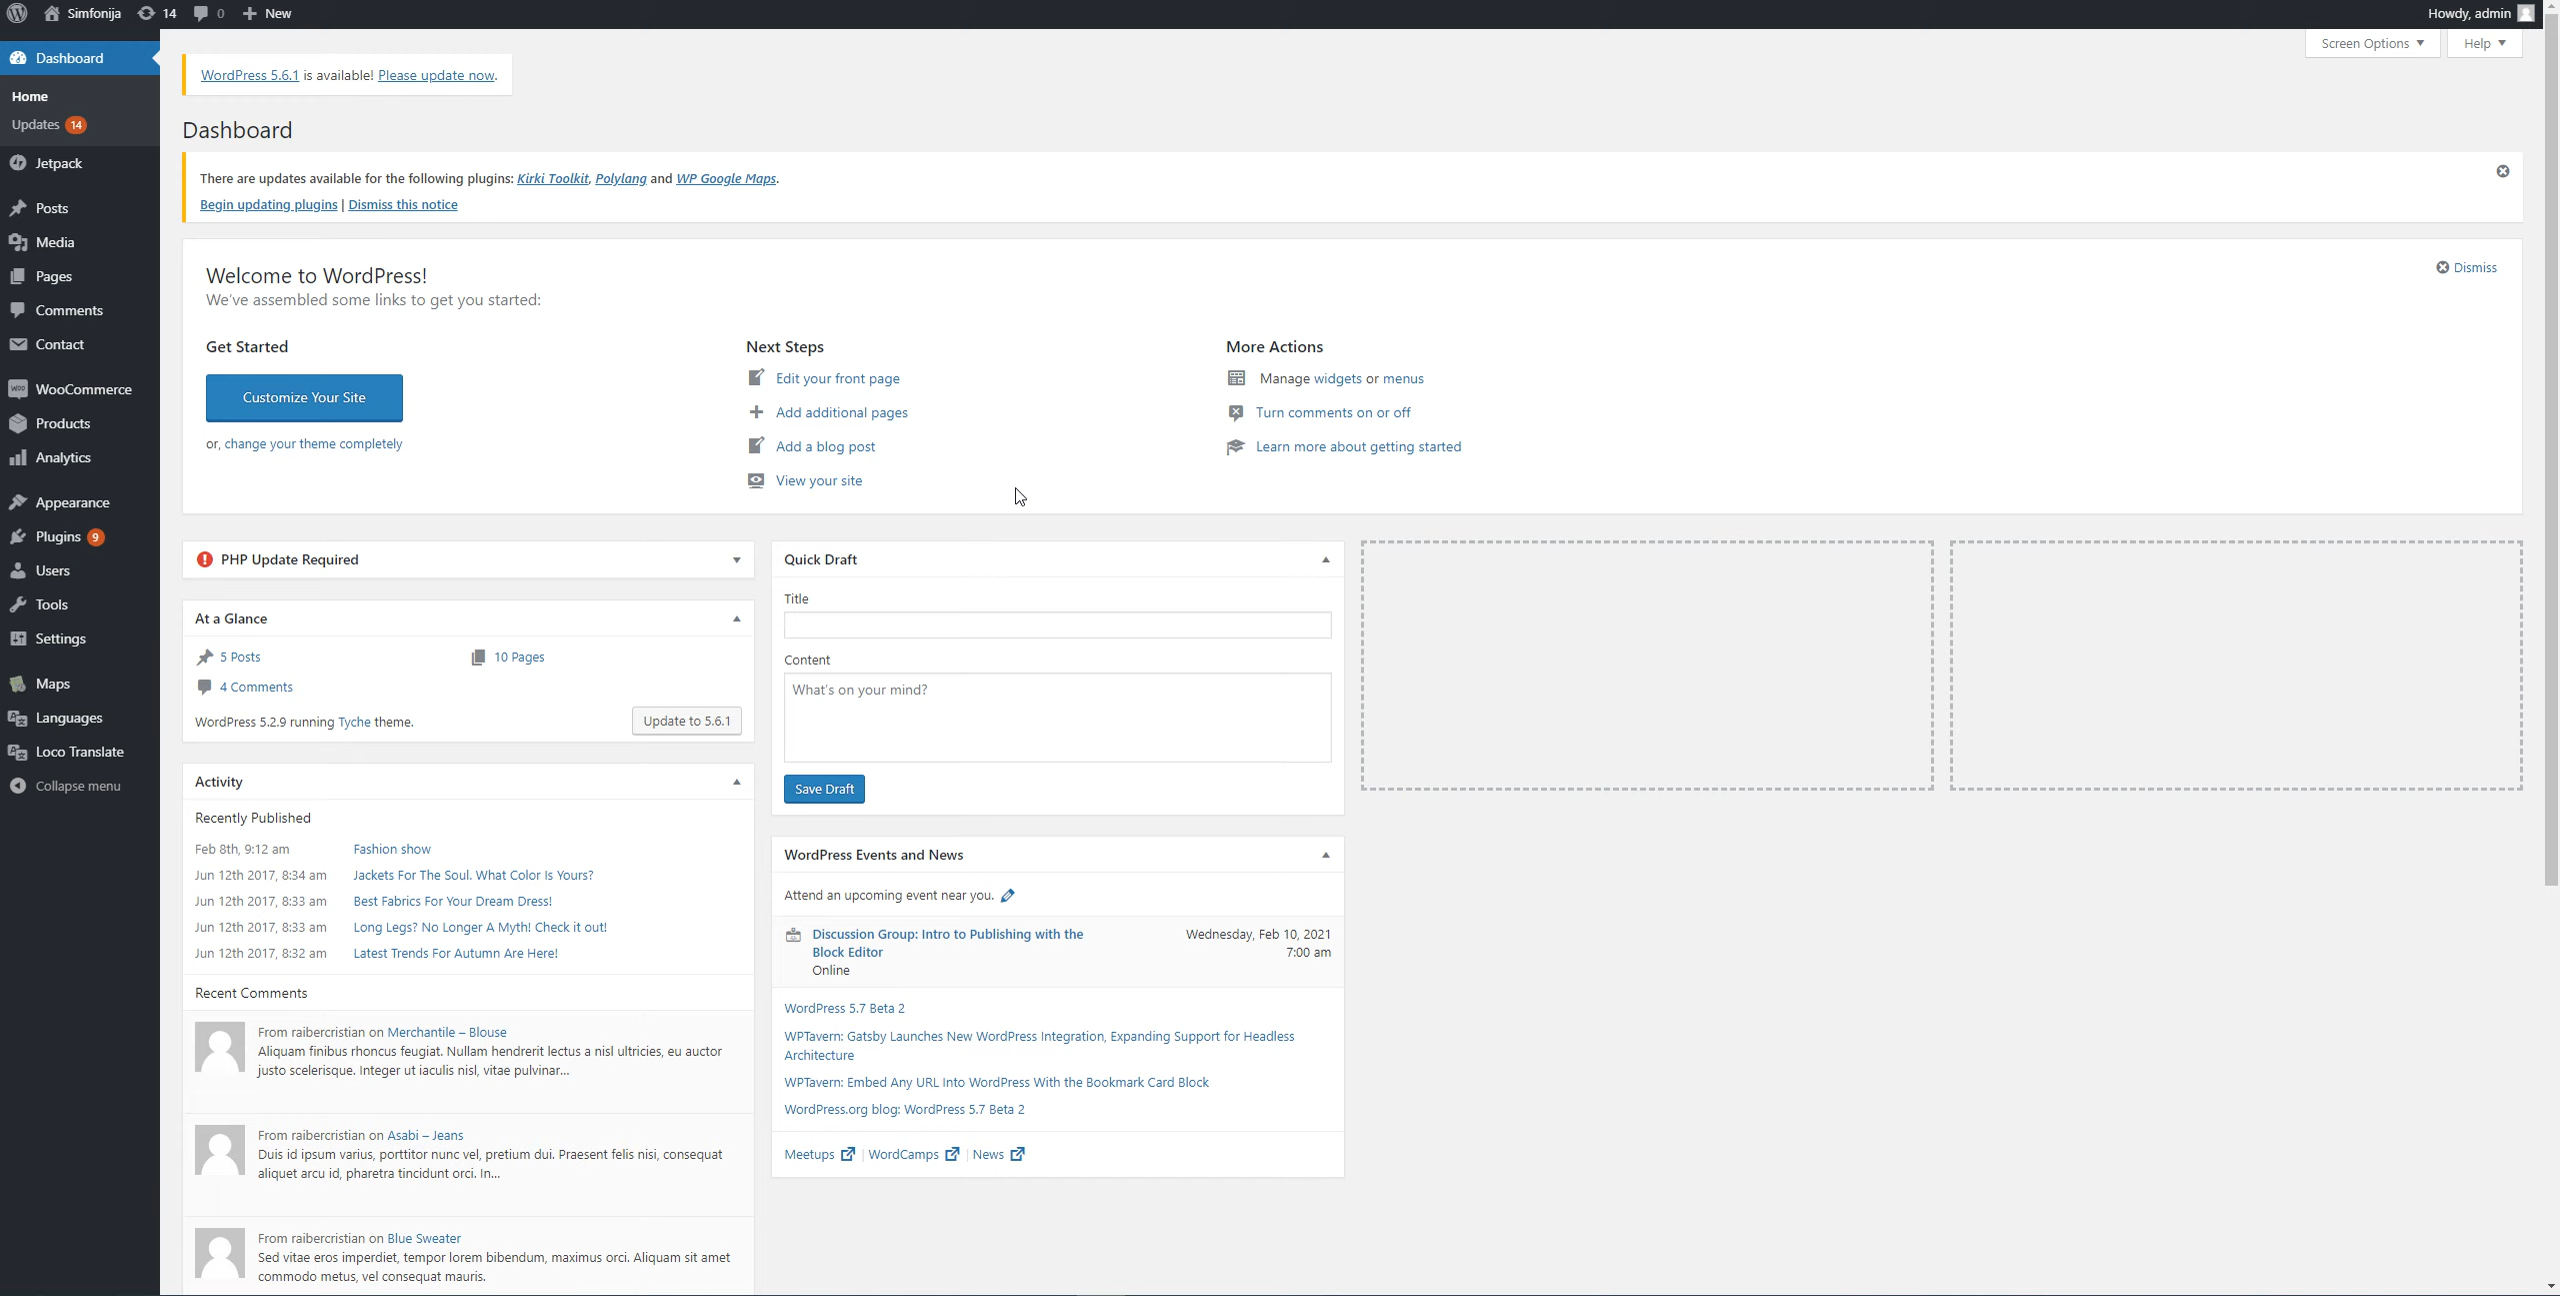 Simfonija 14 0 New
Howdy, admin
Screen Options
Help
Dashboard
Home
Updates 14
Jetpack
Posts
Media
Pages
Comments
Contact
WooCommerce
Products
Analytics
Appearance
Plugins 9
Users
Tools
Settings
Maps
Languages
Loco Translate
Collapse menu
WordPress 5.6.1 is available! Please update now.
Dashboard
There are updates available for the following plugins: Kirki Toolkit, Polylang and WP Google Maps.
Begin updating plugins | Dismiss this notice
Welcome to WordPress!
Dismiss
We've assembled some links to get you started:
Get Started
Customize Your Site
or, change your theme completely
Next Steps
Edit your front page
Add additional pages
Add a blog post
View your site
More Actions
Manage widgets or menus
Turn comments on or off
Learn more about getting started
PHP Update Required
At a Glance
5 Posts
10 Pages
4 Comments
WordPress 5.2.9 running Tyche theme.
Update to 5.6.1
Activity
Recently Published
Feb 8th, 9:12 am Fashion show
Jun 12th 2017, 8:34 am Jackets For The Soul. What Color Is Yours?
Jun 12th 2017, 8:33 am Best Fabrics For Your Dream Dress!
Jun 12th 2017, 8:33 am Long Legs? No Longer A Myth! Check it out!
Jun 12th 2017, 8:32 am Latest Trends For Autumn Are Here!
Recent Comments
From raibercristian on Merchantile – Blouse
Aliquam finibus rhoncus feugiat. Nullam hendrerit lectus a nisl ultricies, eu auctor
justo scelerisque. Integer ut iaculis nisl, vitae pulvinar...
From raibercristian on Asabi – Jeans
Duis id ipsum varius, porttitor nunc vel, pretium dui. Praesent felis nisi, consequat
aliquet arcu id, pharetra tincidunt orci. In...
From raibercristian on Blue Sweater
Sed vitae eros imperdiet, tempor lorem bibendum, maximus orci. Aliquam sit amet
commodo metus, vel consequat mauris.
Quick Draft
Title
Content
What's on your mind?
Save Draft
WordPress Events and News
Attend an upcoming event near you.
Discussion Group: Intro to Publishing with the Wednesday, Feb 10, 2021
Block Editor 7:00 am
Online
WordPress 5.7 Beta 2
WPTavern: Gatsby Launches New WordPress Integration, Expanding Support for Headless
Architecture
WPTavern: Embed Any URL Into WordPress With the Bookmark Card Block
WordPress.org blog: WordPress 5.7 Beta 2
Meetups | WordCamps | News